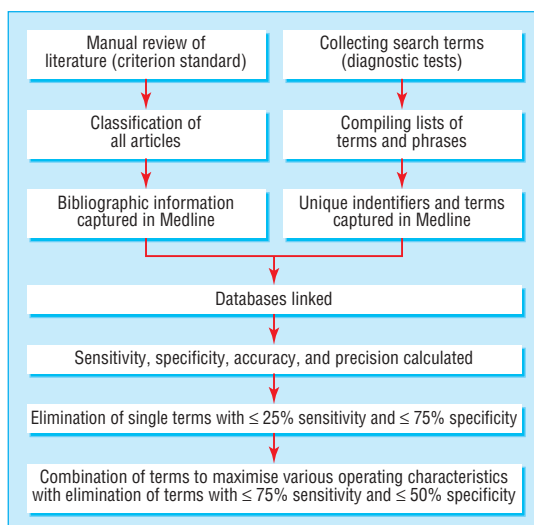 Manual review of
literature (criterion standard)
Collecting search terms
(diagnostic tests)
Classification of
all articles
Compiling lists of
terms and phrases
Bibliographic information
captured in Medline
Unique indentifiers and terms
captured in Medline
Databases linked
Sensitivity, specificity, accuracy, and precision calculated
Elimination of single terms with ≤ 25% sensitivity and ≤ 75% specificity
Combination of terms to maximise various operating characteristics
with elimination of terms with ≤ 75% sensitivity and ≤ 50% specificity